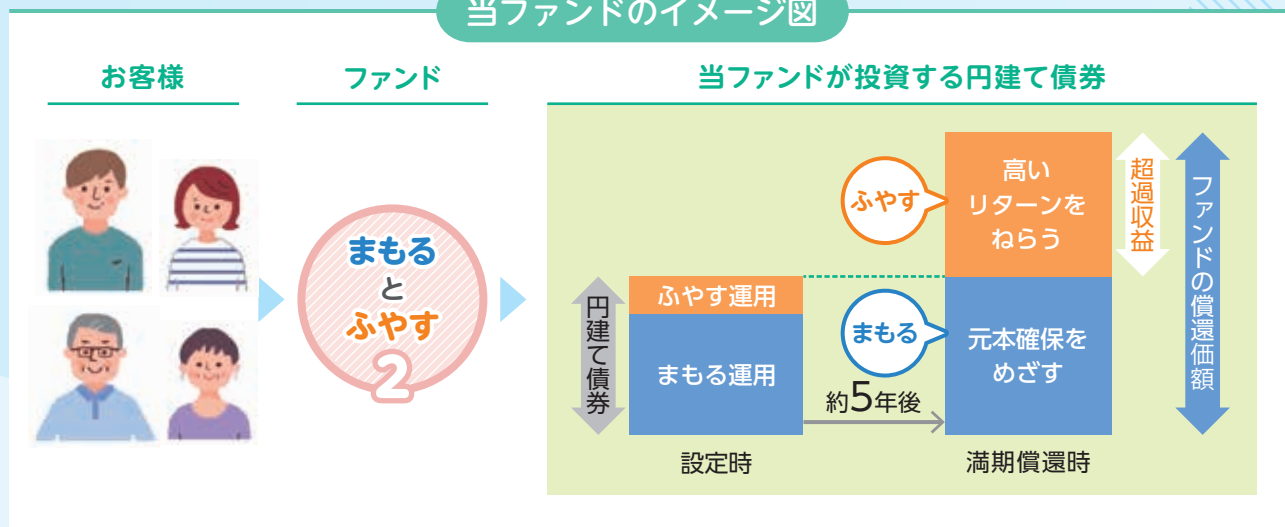 当ファンドのイメージ図
お客様
ファンド
当ファンドが投資する円建て債券
まもる
と
ふやす
2
円建て債券
ふやす運用
まもる運用
設定時
約5年後
ふやす
まもる
高い
リターンを
ねらう
元本確保を
めざす
満期償還時
超過収益
ファンドの償還価額